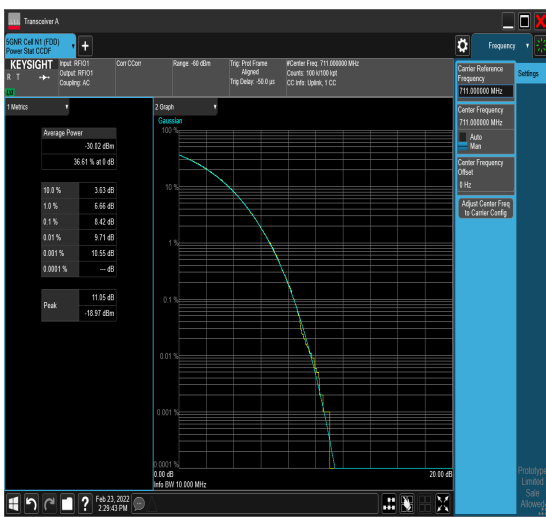 Transceiver A
5GNR Cell N1 (FDD)
Power Stat CCDF
Frequency
KEYSIGHT
R T
Input: RFIO1
Output: RFIO1
Coupling: AC
Corr CCorr
Range: -60 dBm
Trig: Prot Frame
Aligned
Trig Delay: -50.0 µs
#Center Freq: 711.000000 MHz
Counts: 100 k/100 kpt
CC Info: Uplink, 1 CC
1 Metrics
Average Power
-30.02 dBm
36.61 % at 0 dB
10.0 % 3.63 dB
1.0 % 6.66 dB
0.1 % 8.42 dB
0.01 % 9.71 dB
0.001 % 10.55 dB
0.0001 % --- dB
Peak
11.05 dB
-18.97 dBm
2 Graph
Gaussian
100 %
10 %
1 %
0.1 %
0.01 %
0.001 %
0.0001 %
0.00 dB
20.00 dB
Info BW 10.000 MHz
Carrier Reference
Frequency
711.000000 MHz
Center Frequency
711.000000 MHz
Auto
Man
Center Frequency
Offset
0 Hz
Adjust Center Freq
to Carrier Config
Settings
Prototype
Limited
Sale
Allowed
Feb 23, 2022
2:29:43 PM